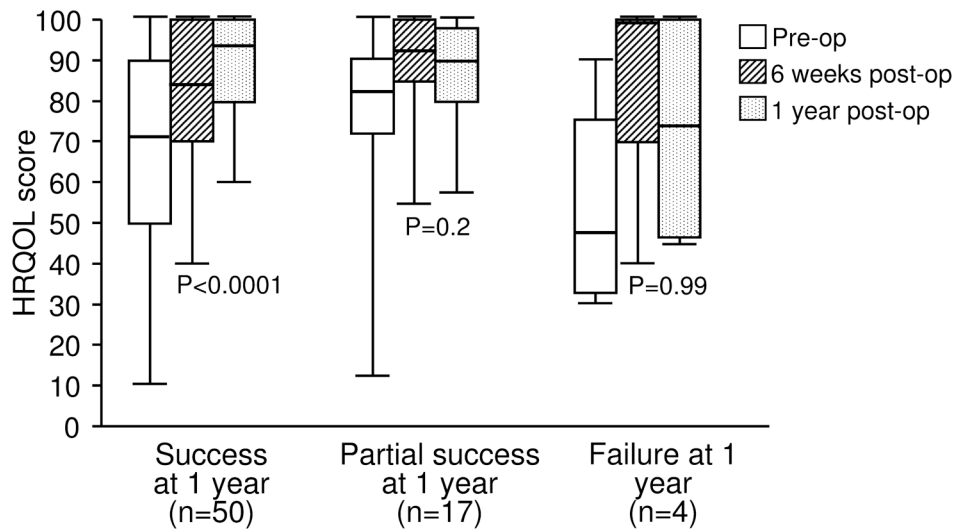 HRQOL score
100
90
80
70
60
50
40
30
20
10
0
P<0.0001
P=0.2
P=0.99
Pre-op
6 weeks post-op
1 year post-op
Success
at 1 year
(n=50)
Partial success
at 1 year
(n=17)
Failure at 1
year
(n=4)